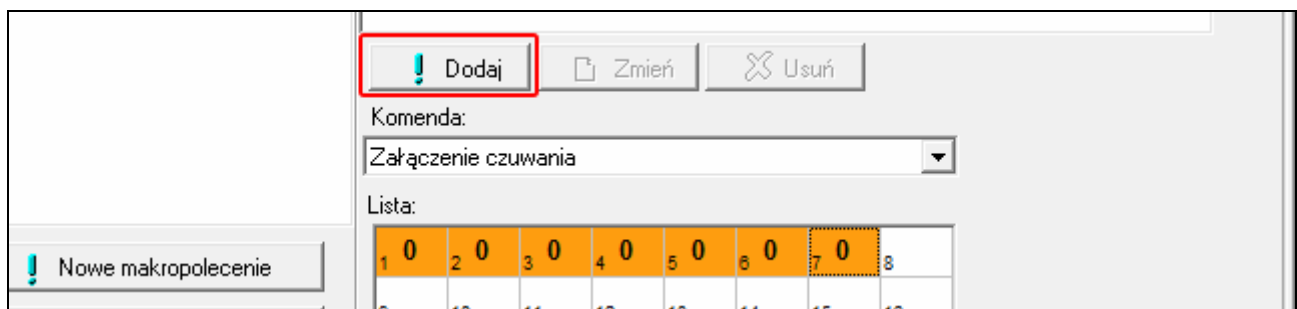 Dodaj Zmień Usuń
Komenda:
Załączenie czuwania
Lista:
1 0 2 0 3 0 4 0 5 0 6 0 7 0 8
Nowe makropolecenie